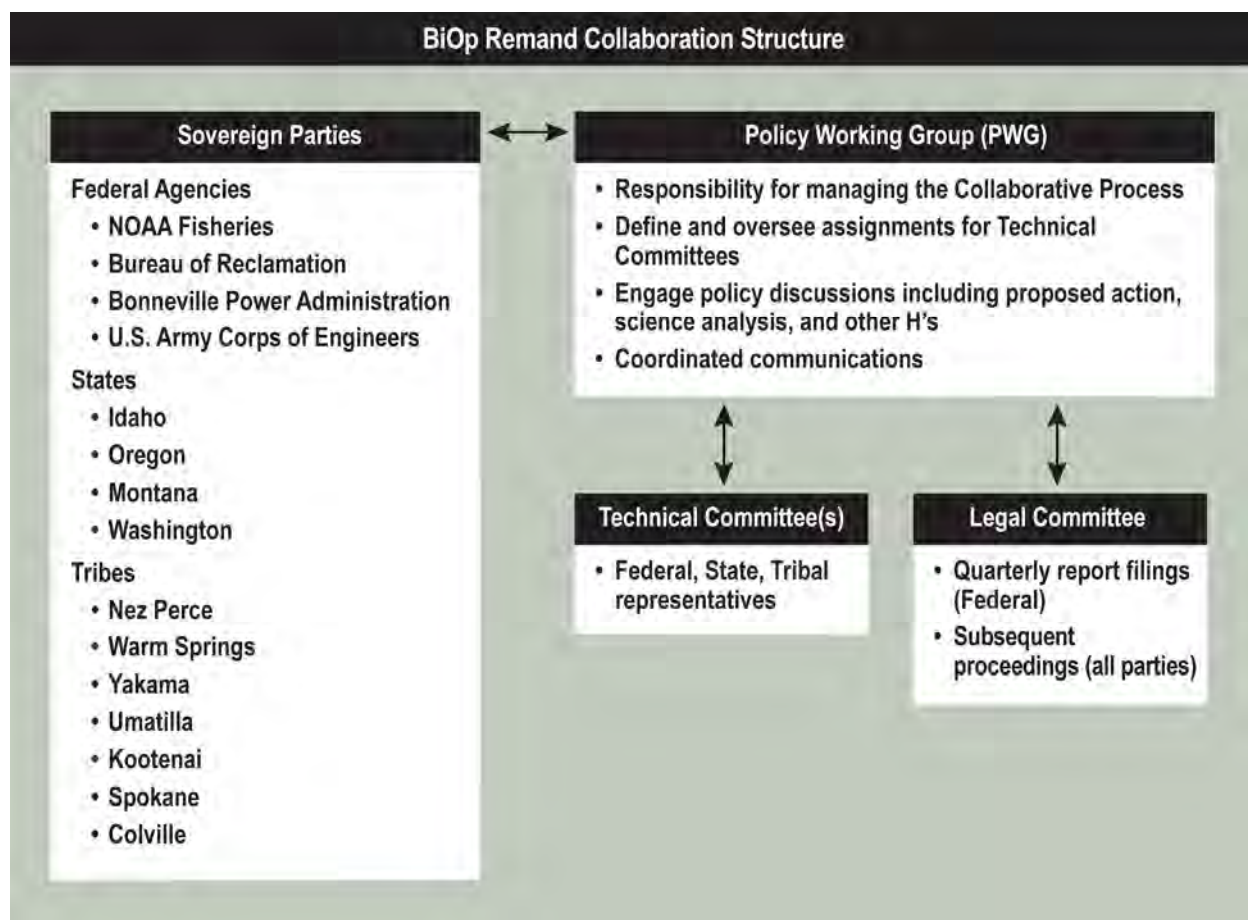 BiOp Remand Collaboration Structure
Sovereign Parties
Federal Agencies
• NOAA Fisheries
• Bureau of Reclamation
• Bonneville Power Administration
• U.S. Army Corps of Engineers
States
• Idaho
• Oregon
• Montana
• Washington
Tribes
• Nez Perce
• Warm Springs
• Yakama
• Umatilla
• Kootenai
• Spokane
• Colville
Policy Working Group (PWG)
• Responsibility for managing the Collaborative Process
• Define and oversee assignments for Technical
Committees
• Engage policy discussions including proposed action,
science analysis, and other H's
• Coordinated communications
Technical Committee(s)
• Federal, State, Tribal
representatives
Legal Committee
• Quarterly report filings
(Federal)
• Subsequent
proceedings (all parties)